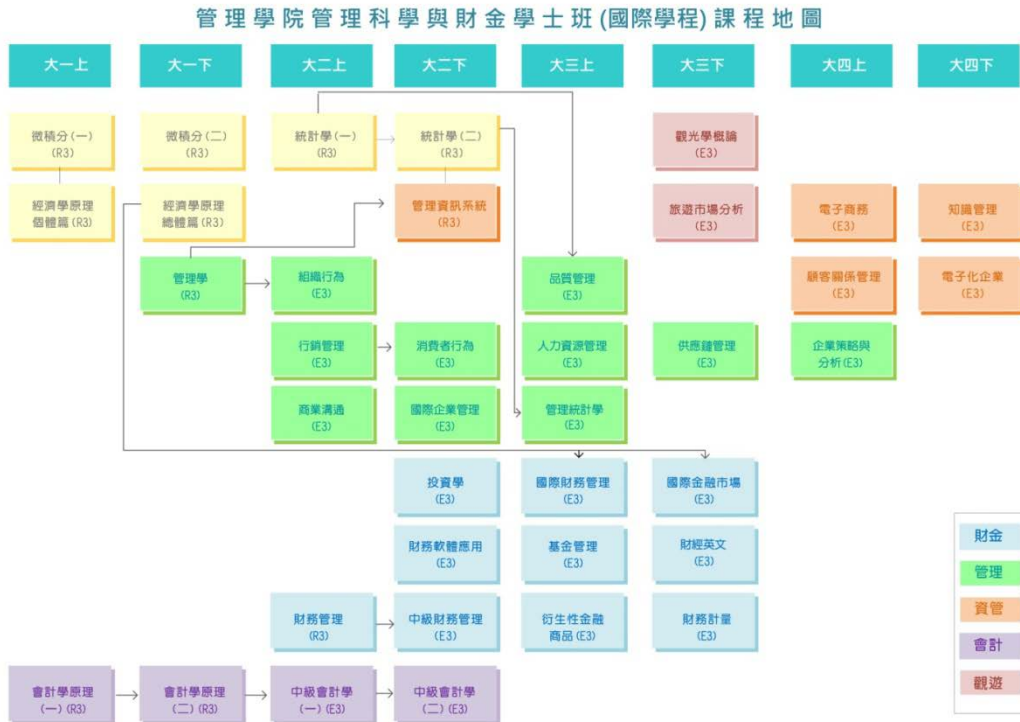 管理學院管理科學與財金學士班(國際學程)課程地圖
大一上
大一下
大二上
大二下
大三上
大三下
大四上
大四下
微積分(一)
(R3)
微積分(二)
(R3)
統計學(一)
(R3)
統計學(二)
(R3)
觀光學概論
(E3)
經濟學原理
個體篇(R3)
經濟學原理
總體篇(R3)
管理資訊系統
(R3)
旅遊市場分析
(E3)
電子商務
(E3)
知識管理
(E3)
管理學
(R3)
組織行為
(E3)
品質管理
(E3)
顧客關係管理
(E3)
電子化企業
(E3)
行銷管理
(E3)
消費者行為
(E3)
人力資源管理
(E3)
供應鏈管理
(E3)
企業策略與
分析(E3)
商業溝通
(E3)
國際企業管理
(E3)
管理統計學
(E3)
投資學
(E3)
國際財務管理
(E3)
國際金融市場
(E3)
財務軟體應用
(E3)
基金管理
(E3)
財經英文
(E3)
財務管理
(R3)
中級財務管理
(E3)
衍生性金融
商品(E3)
財務計量
(E3)
會計學原理
(一)(R3)
會計學原理
(二)(R3)
中級會計學
(一)(E3)
中級會計學
(二)(E3)
財金
管理
資管
會計
觀遊